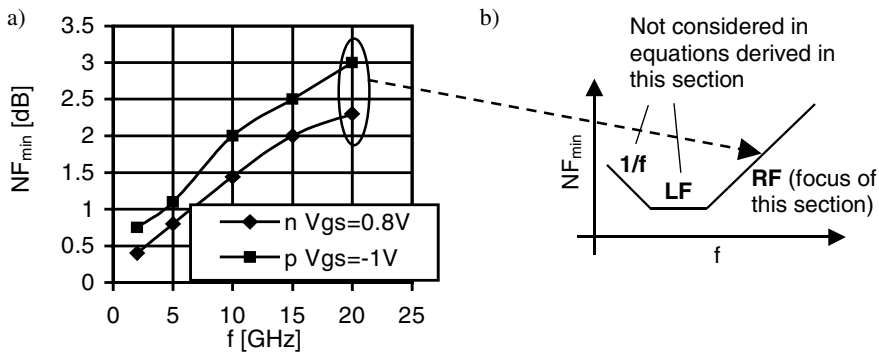 a)
3.5
3
2.5
2
1.5
1
0.5
0
NFmin [dB]
n Vgs=0.8V
p Vgs=-1V
0 5 10 15 20 25
f [GHz]
b)
Not considered in
equations derived in
this section
NFmin
1/f
LF
RF (focus of
this section)
f